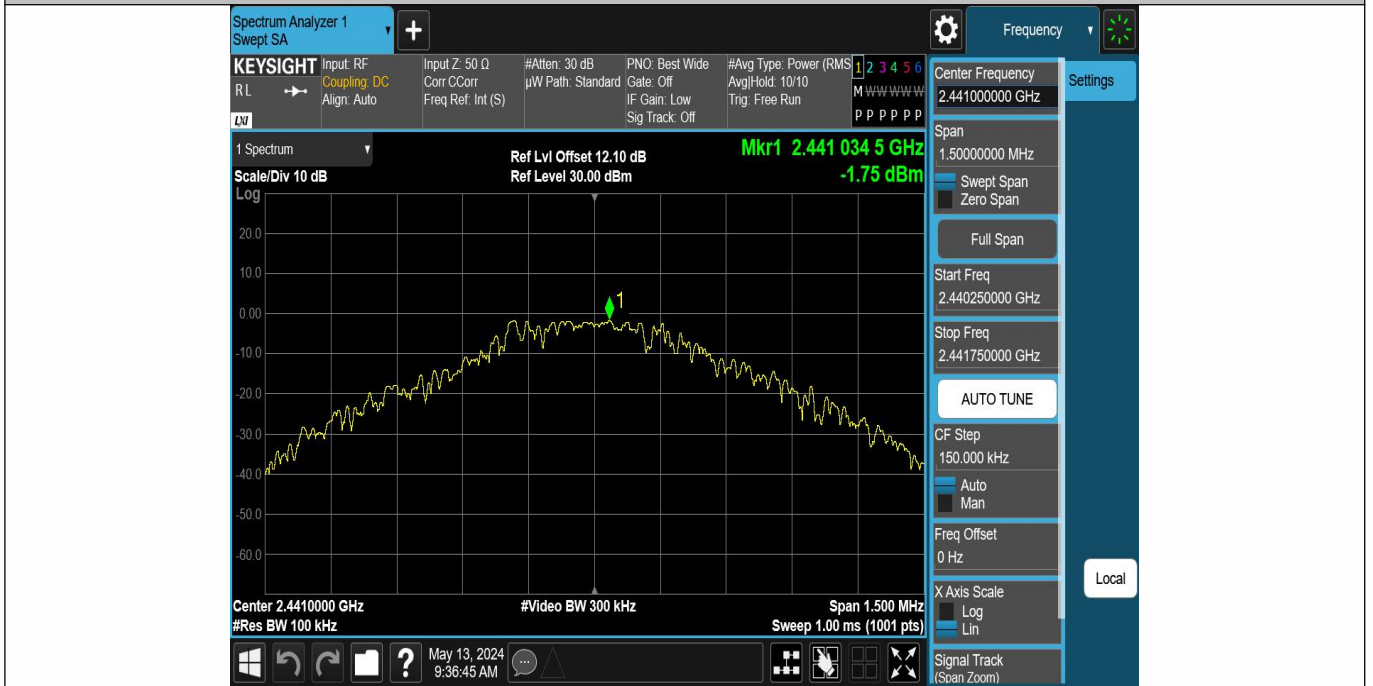 Spectrum Analyzer 1
Swept SA
+
Frequency
KEYSIGHT
RL
LXI
Input: RF
Coupling: DC
Align: Auto
Input Z: 50 Ω
Corr CCorr
Freq Ref: Int (S)
#Atten: 30 dB
µW Path: Standard
PNO: Best Wide
Gate: Off
IF Gain: Low
Sig Track: Off
#Avg Type: Power (RMS
Avg|Hold: 10/10
Trig: Free Run
1 2 3 4 5 6
M W W W W W
P P P P P P
1 Spectrum
Scale/Div 10 dB
Ref Lvl Offset 12.10 dB
Ref Level 30.00 dBm
Mkr1 2.441 034 5 GHz
-1.75 dBm
Log
20.0
10.0
0.00
-10.0
-20.0
-30.0
-40.0
-50.0
-60.0
1
Center 2.4410000 GHz
#Res BW 100 kHz
#Video BW 300 kHz
Span 1.500 MHz
Sweep 1.00 ms (1001 pts)
?
May 13, 2024
9:36:45 AM
Center Frequency
2.441000000 GHz
Settings
Span
1.50000000 MHz
Swept Span
Zero Span
Full Span
Start Freq
2.440250000 GHz
Stop Freq
2.441750000 GHz
AUTO TUNE
CF Step
150.000 kHz
Auto
Man
Freq Offset
0 Hz
X Axis Scale
Log
Lin
Local
Signal Track
(Span Zoom)